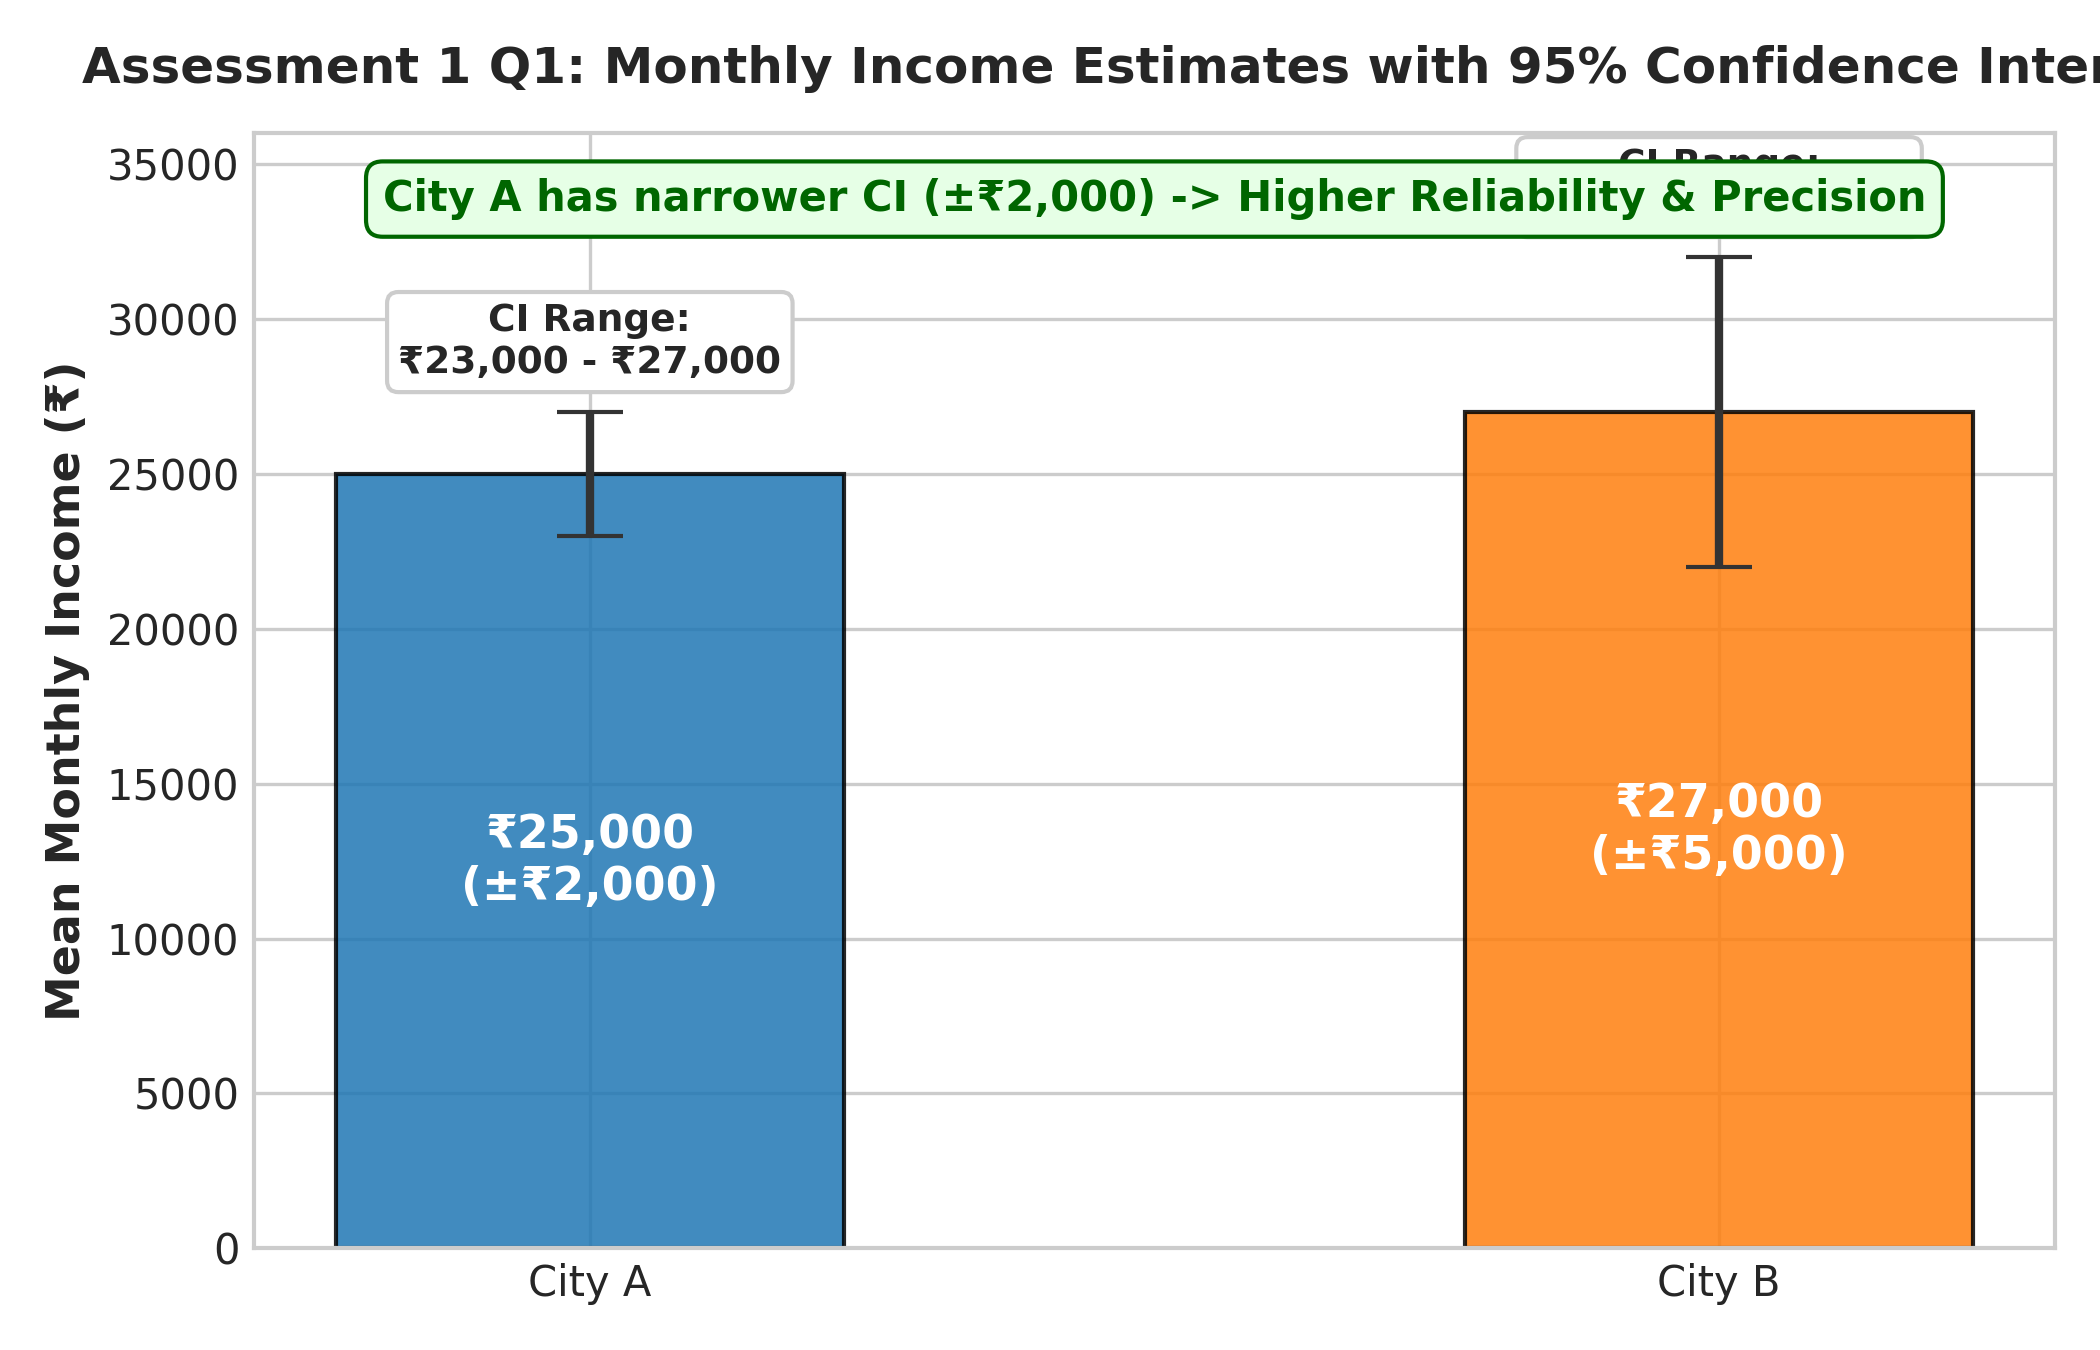 Assessment 1 Q1: Monthly Income Estimates with 95% Confidence
CI Range:
City A has narrower CI (±₹2,000) -> Higher Reliability & Precision
CI Range:
₹23,000 - ₹27,000
Mean Monthly Income (₹)
35000
30000
25000
20000
15000
10000
5000
0
₹25,000
(±₹2,000)
₹27,000
(±₹5,000)
City A
City B